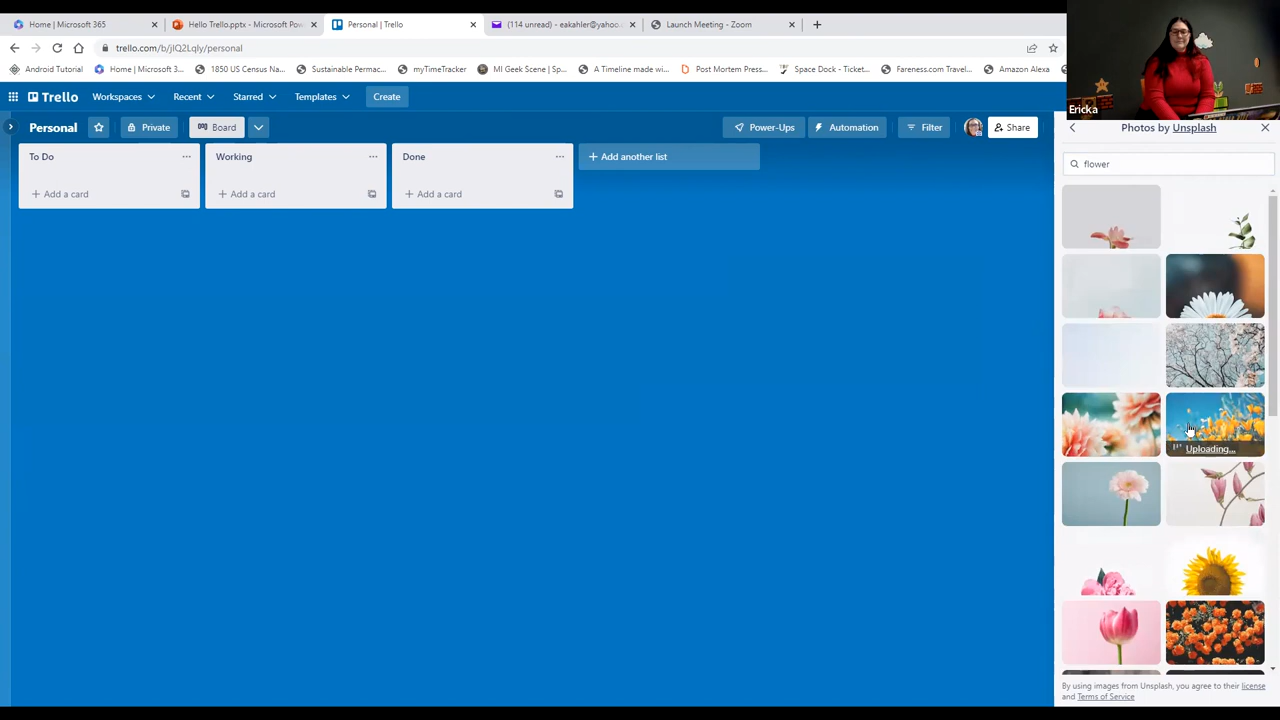 Home | Microsoft 365
Hello Trello.pptx - Microsoft Pow
Personal | Trello
(114 unread) - eakahler@yahoo.c
Launch Meeting - Zoom
trello.com/b/jIQ2Lqly/personal
Android Tutorial
Home | Microsoft 3...
1850 US Census Na...
Sustainable Permac...
myTimeTracker
MI Geek Scene | Sp...
A Timeline made wi...
Post Mortem Press...
Space Dock - Ticket...
Fareness.com Travel...
Amazon Alexa
Ericka
Trello
Workspaces
Recent
Starred
Templates
Create
Personal
Private
Board
Power-Ups
Automation
Filter
Share
Photos by Unsplash
To Do
Working
Done
+ Add another list
flower
+ Add a card
+ Add a card
+ Add a card
Uploading...
By using images from Unsplash, you agree to their license
and Terms of Service